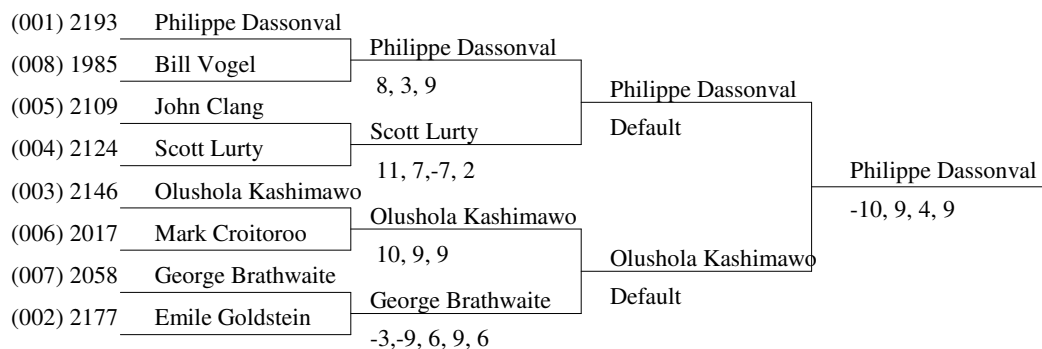 (001) 2193 Philippe Dassonval
Philippe Dassonval
(008) 1985 Bill Vogel
8, 3, 9
Philippe Dassonval
(005) 2109 John Clang
Default
Scott Lurty
(004) 2124 Scott Lurty
11, 7,-7, 2
Philippe Dassonval
(003) 2146 Olushola Kashimawo
-10, 9, 4, 9
Olushola Kashimawo
(006) 2017 Mark Croitoroo
10, 9, 9
Olushola Kashimawo
(007) 2058 George Brathwaite
Default
George Brathwaite
(002) 2177 Emile Goldstein
-3,-9, 6, 9, 6